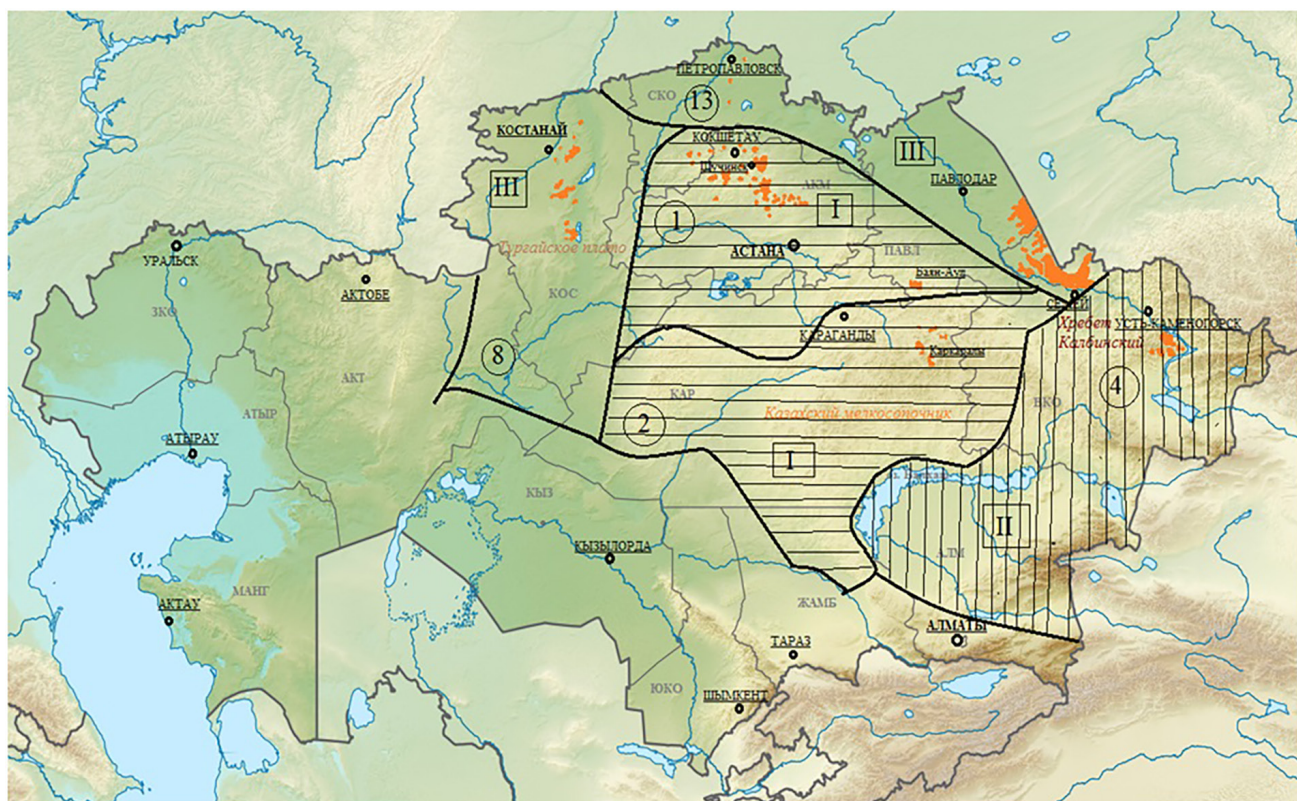 ПЕТРОПАВЛОВСК
СКО
13
КОСТАНАЙ
КОКШЕТАУ
Щучинск
III
ПАВЛОДАР
III
АКМ
I
1
Тургайское плато
АСТАНА
ПАВЛ
УРАЛЬСК
Баян-Аул
АКТОБЕ
КОС
СЕМЕЙ
ЗКО
КАРАГАНДЫ
Хребет
Калбинский
УСТЬ-КАМЕНОГОРСК
8
Каркаралы
АКТ
4
КАР
ВКО
АТЫР
2
Казахский мелкосопочник
АТЫРАУ
I
КЫЗ
II
КЫЗЫЛОРДА
АЛМ
МАНГ
ЖАМБ
АКТАУ
АЛМАТЫ
ТАРАЗ
ЮКО
ШЫМКЕНТ